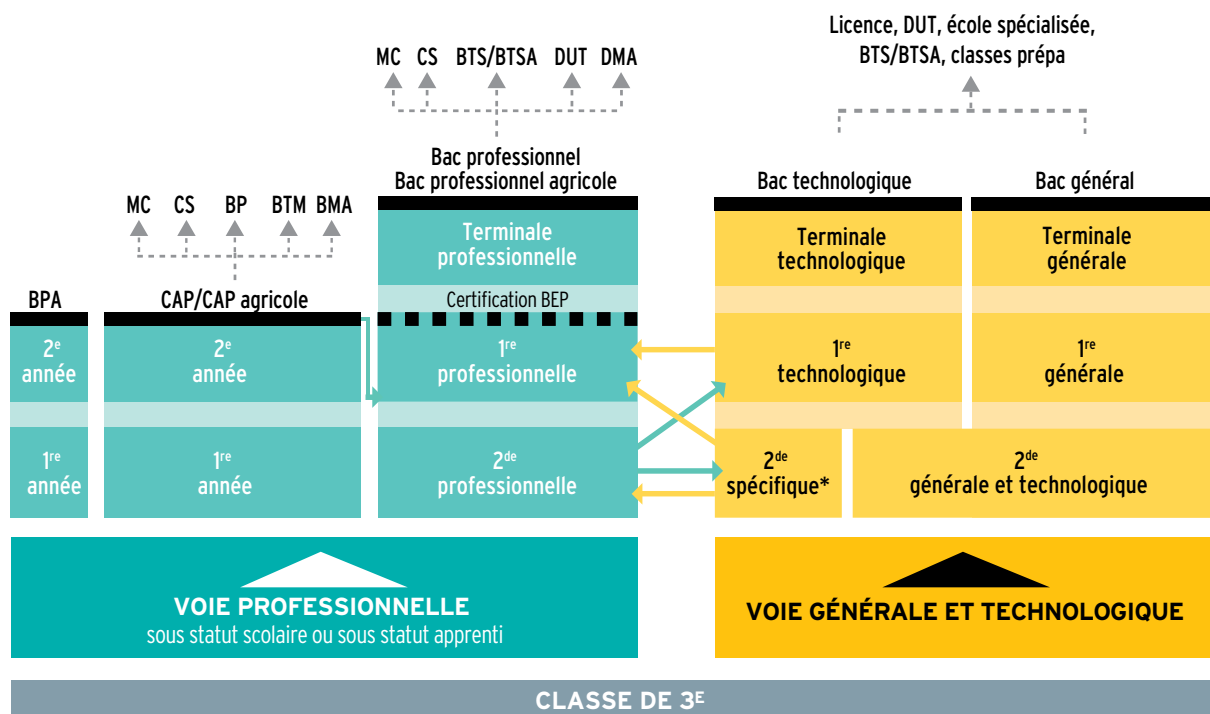 Licence, DUT, école spécialisée,
BTS/BTSA, classes prépa
MC CS BTS/BTSA DUT DMA
Bac professionnel
Bac professionnel agricole
Bac technologique
Bac général
MC CS BP BTM BMA
Terminale
professionnelle
Terminale
technologique
Terminale
générale
BPA
CAP/CAP agricole
Certification BEP
2e
année
2e
année
1re
professionnelle
1re
technologique
1re
générale
1re
année
1re
année
2de
professionnelle
2de
spécifique*
2de
générale et technologique
VOIE PROFESSIONNELLE
sous statut scolaire ou sous statut apprenti
VOIE GÉNÉRALE ET TECHNOLOGIQUE
CLASSE DE 3E